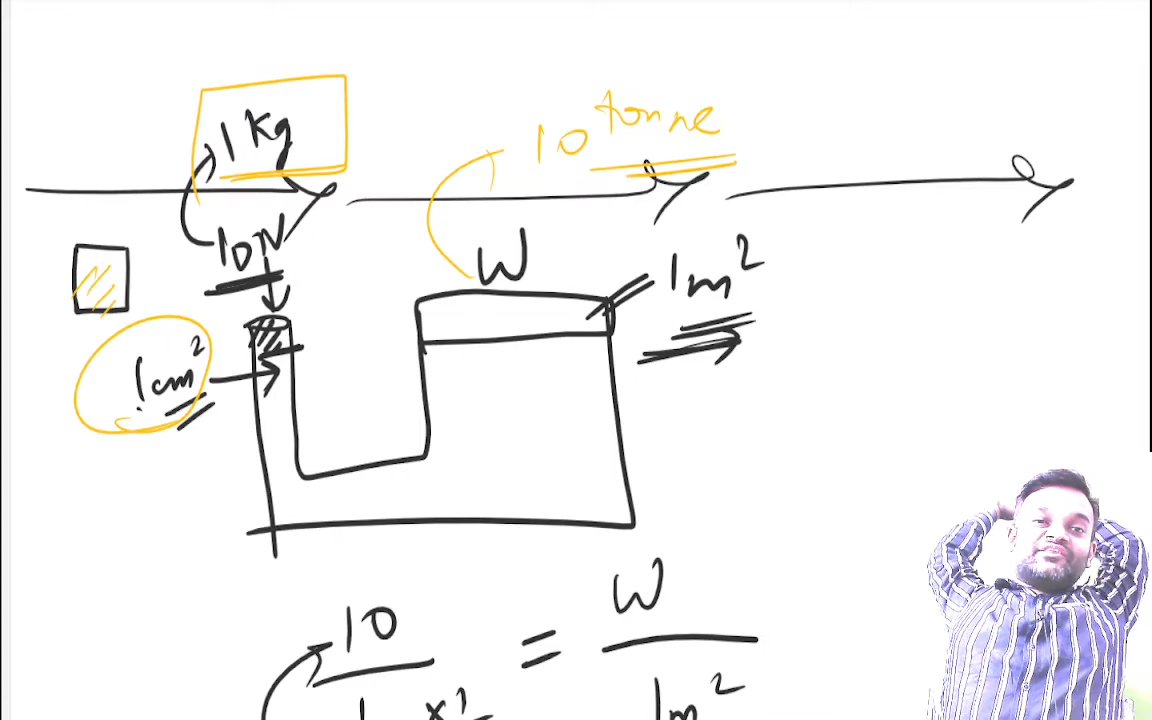 1 kg
10 tonne
10N
W
1m²
1cm²
10 = W
1m²